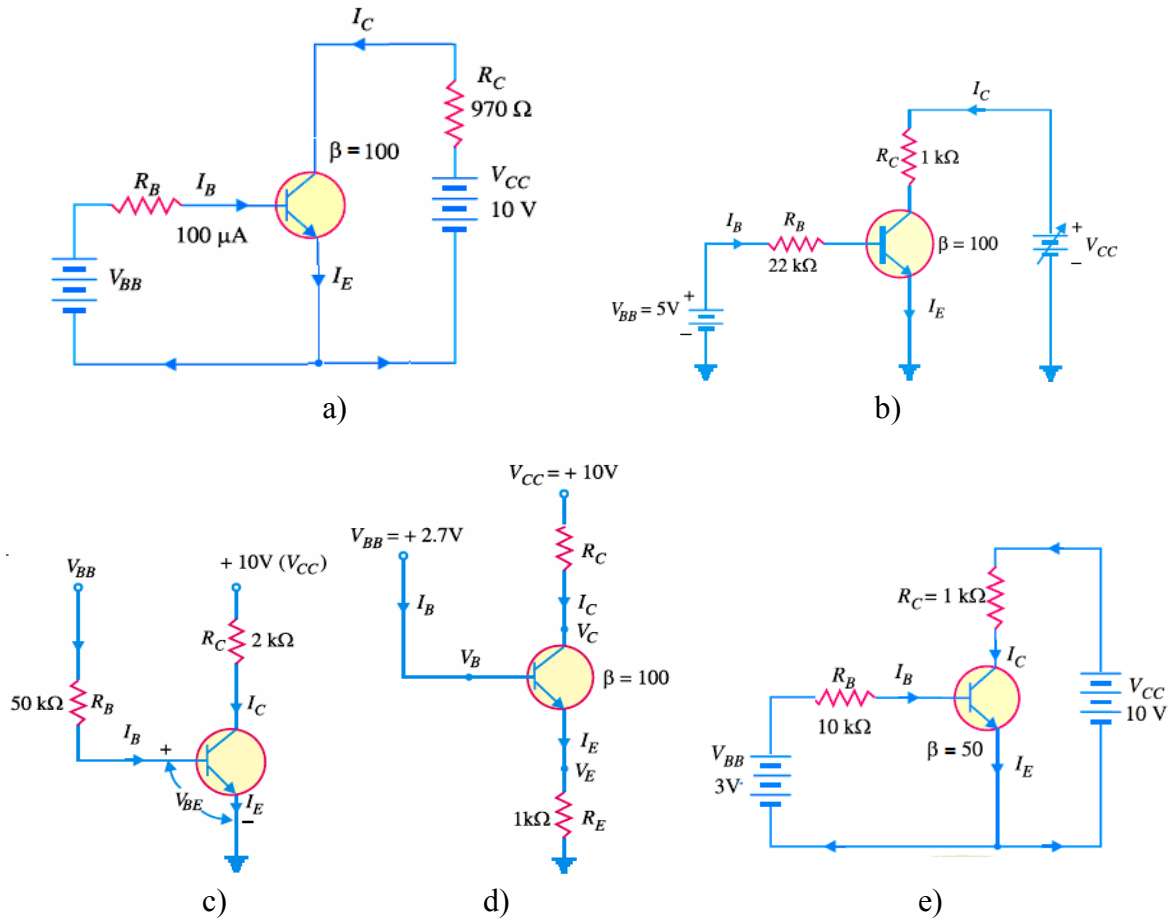 I_C
R_C
970 Ω
β = 100
R_B
I_B
100 μA
V_CC
10 V
V_BB
I_E
a)
I_C
R_C
1 kΩ
I_B
R_B
22 kΩ
β = 100
+
V_CC
–
V_BB = 5V
+
–
I_E
b)
V_BB
+ 10V (V_CC)
R_C
2 kΩ
50 kΩ
R_B
I_C
I_B
+
V_BE
I_E
–
c)
V_CC = + 10V
V_BB = + 2.7V
R_C
I_B
I_C
V_C
V_B
β = 100
I_E
V_E
1kΩ
R_E
d)
R_C = 1 kΩ
I_C
R_B
I_B
10 kΩ
V_CC
10 V
β = 50
V_BB
3V
I_E
e)